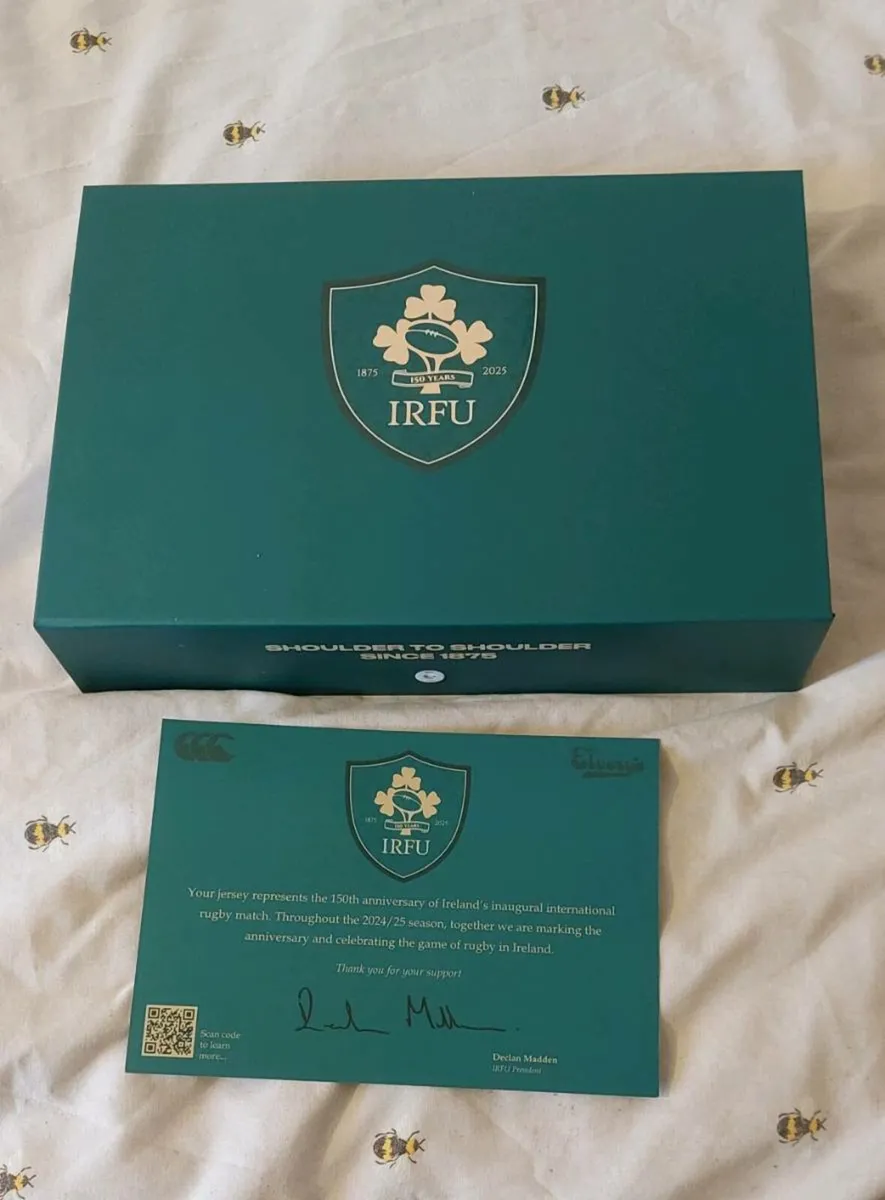 1875
2025
150 YEARS
IRFU
SHOULDER TO SHOULDER
SINCE 1875
1875
2025
150 YEARS
IRFU
Your jersey represents the 150th anniversary of Ireland's inaugural international
rugby match. Throughout the 2024/25 season, together we are marking the
anniversary and celebrating the game of rugby in Ireland.
Thank you for your support
Scan code
to learn
more...
Declan Madden
IRFU President